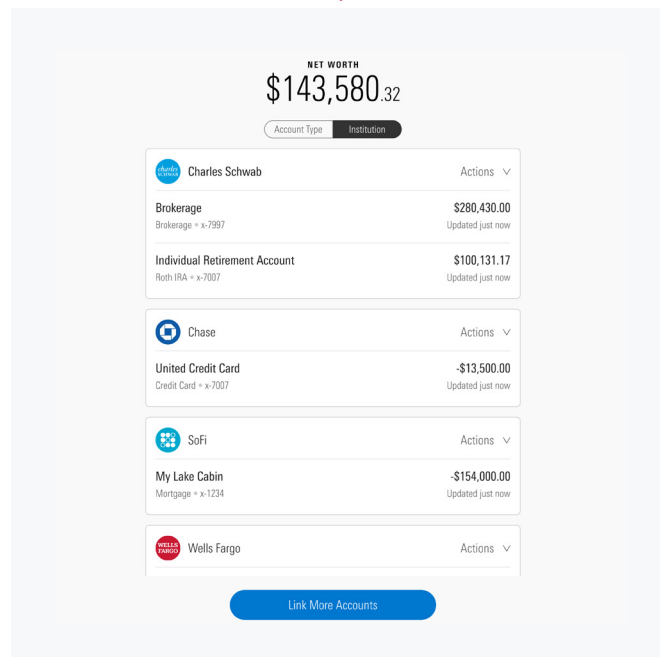 NET WORTH
$143,580.32
Account Type Institution
charles SCHWAB Charles Schwab Actions
Brokerage $280,430.00
Brokerage • x-7997 Updated just now
Individual Retirement Account $100,131.17
Roth IRA • x-7007 Updated just now
Chase Actions
United Credit Card -$13,500.00
Credit Card • x-7007 Updated just now
SoFi Actions
My Lake Cabin -$154,000.00
Mortgage • x-1234 Updated just now
WELLS FARGO Wells Fargo Actions
Link More Accounts